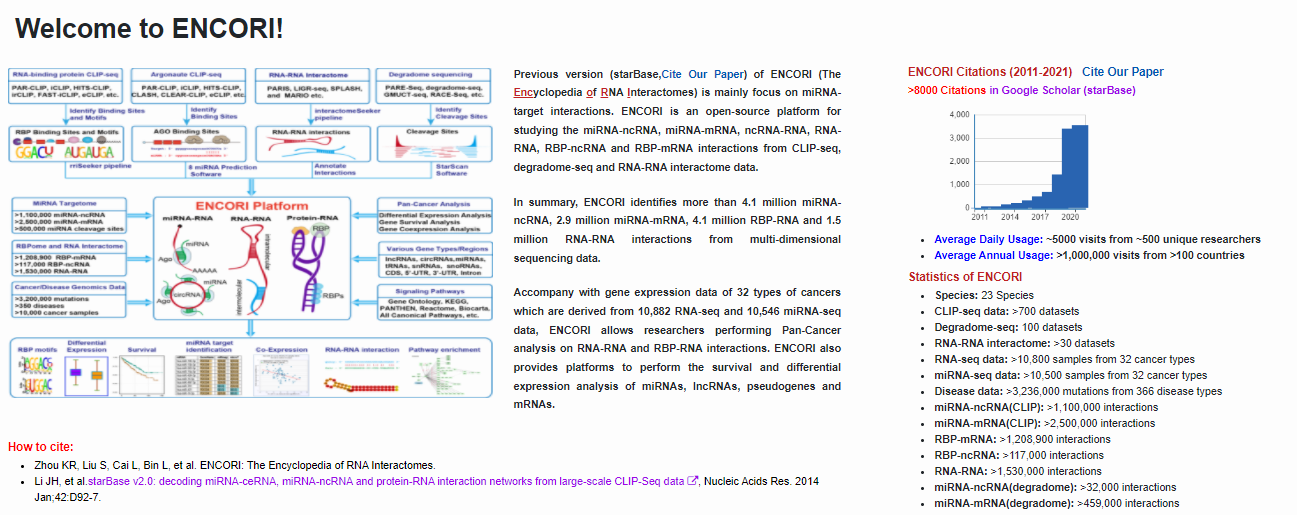 Welcome to ENCORI!
RNA-binding protein CLIP-seq
PAR-CLIP, iCLIP, HITS-CLIP,
irCLIP, FAST-iCLIP, eCLIP etc.
Argonaute CLIP-seq
PAR-CLIP, iCLIP, HITS-CLIP,
CLASH, CLEAR-CLIP, eCLIP, etc.
RNA-RNA Interactome
PARIS, LIGR-seq, SPLASH,
and MARIO etc.
Degradome sequencing
PARE-Seq, degradome-seq,
GMUCT-seq, RACE-Seq, etc.
Identify Binding Sites
and Motifs
Identify
Binding Sites
interactomeSeeker
pipeline
Identify
Cleavage Sites
RBP Binding Sites and Motifs
GGACU AUGAUGA
AGO Binding Sites
RNA-RNA interactions
Cleavage Sites
rriSeeker pipeline
8 miRNA Prediction
Software
Annotate
Interactions
StarScan
Software
MiRNA Targetome
>1,100,000 miRNA-ncRNA
>2,500,000 miRNA-mRNA
>500,000 miRNA cleavage sites
RBPome and RNA Interactome
>1,208,900 RBP-mRNA
>117,000 RBP-ncRNA
>1,530,000 RNA-RNA
Cancer/Disease Genomics Data
>3,200,000 mutations
>350 diseases
>10,000 cancer samples
ENCORI Platform
miRNA-RNA
RNA-RNA
Protein-RNA
miRNA
Ago
AAAAA
miRNA
circRNA
Ago
intramolecular
intermolecular
RBP
RBPs
Pan-Cancer Analysis
Differential Expression Analysis
Gene Survival Analysis
Gene Coexpression Analysis
Various Gene Types/Regions
lncRNAs, circRNAs,miRNAs,
tRNAs, snRNAs, snoRNAs,
CDS, 5'-UTR, 3'-UTR, Intron
Signaling Pathways
Gene Ontology, KEGG,
PANTHEN, Reactome, Biocarta,
All Canonical Pathways, etc.
RBP motifs
Differential
Expression
Survival
miRNA target
identification
Co-Expression
RNA-RNA interaction
Pathway enrichment
Previous version (starBase,Cite Our Paper) of ENCORI (The
Encyclopedia of RNA Interactomes) is mainly focus on miRNA-
target interactions. ENCORI is an open-source platform for
studying the miRNA-ncRNA, miRNA-mRNA, ncRNA-RNA, RNA-
RNA, RBP-ncRNA and RBP-mRNA interactions from CLIP-seq,
degradome-seq and RNA-RNA interactome data.
In summary, ENCORI identifies more than 4.1 million miRNA-
ncRNA, 2.9 million miRNA-mRNA, 4.1 million RBP-RNA and 1.5
million RNA-RNA interactions from multi-dimensional
sequencing data.
Accompany with gene expression data of 32 types of cancers
which are derived from 10,882 RNA-seq and 10,546 miRNA-seq
data, ENCORI allows researchers performing Pan-Cancer
analysis on RNA-RNA and RBP-RNA interactions. ENCORI also
provides platforms to perform the survival and differential
expression analysis of miRNAs, lncRNAs, pseudogenes and
mRNAs.
How to cite:
Zhou KR, Liu S, Cai L, Bin L, et al. ENCORI: The Encyclopedia of RNA Interactomes.
Li JH, et al.starBase v2.0: decoding miRNA-ceRNA, miRNA-ncRNA and protein-RNA interaction networks from large-scale CLIP-Seq data, Nucleic Acids Res. 2014
Jan;42:D92-7.
ENCORI Citations (2011-2021) Cite Our Paper
>8000 Citations in Google Scholar (starBase)
4,000
3,000
2,000
1,000
0
2011 2014 2017 2020
Average Daily Usage: ~5000 visits from ~500 unique researchers
Average Annual Usage: >1,000,000 visits from >100 countries
Statistics of ENCORI
Species: 23 Species
CLIP-seq data: >700 datasets
Degradome-seq: 100 datasets
RNA-RNA interactome: >30 datasets
RNA-seq data: >10,800 samples from 32 cancer types
miRNA-seq data: >10,500 samples from 32 cancer types
Disease data: >3,236,000 mutations from 366 disease types
miRNA-ncRNA(CLIP): >1,100,000 interactions
miRNA-mRNA(CLIP): >2,500,000 interactions
RBP-mRNA: >1,208,900 interactions
RBP-ncRNA: >117,000 interactions
RNA-RNA: >1,530,000 interactions
miRNA-ncRNA(degradome): >32,000 interactions
miRNA-mRNA(degradome): >459,000 interactions